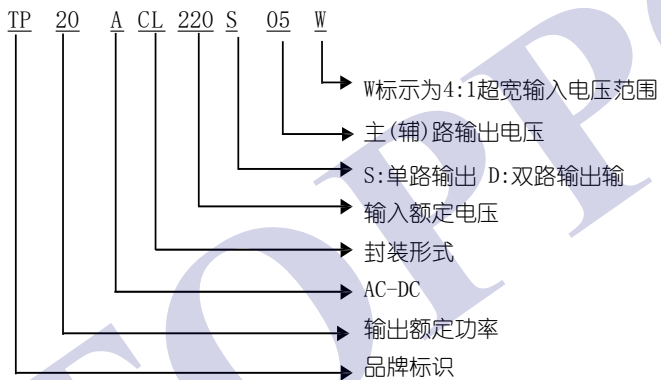 TP 20 A CL 220 S 05 W
W标示为4:1超宽输入电压范围
主(辅)路输出电压
S:单路输出 D:双路输出输
输入额定电压
封装形式
AC-DC
输出额定功率
品牌标识